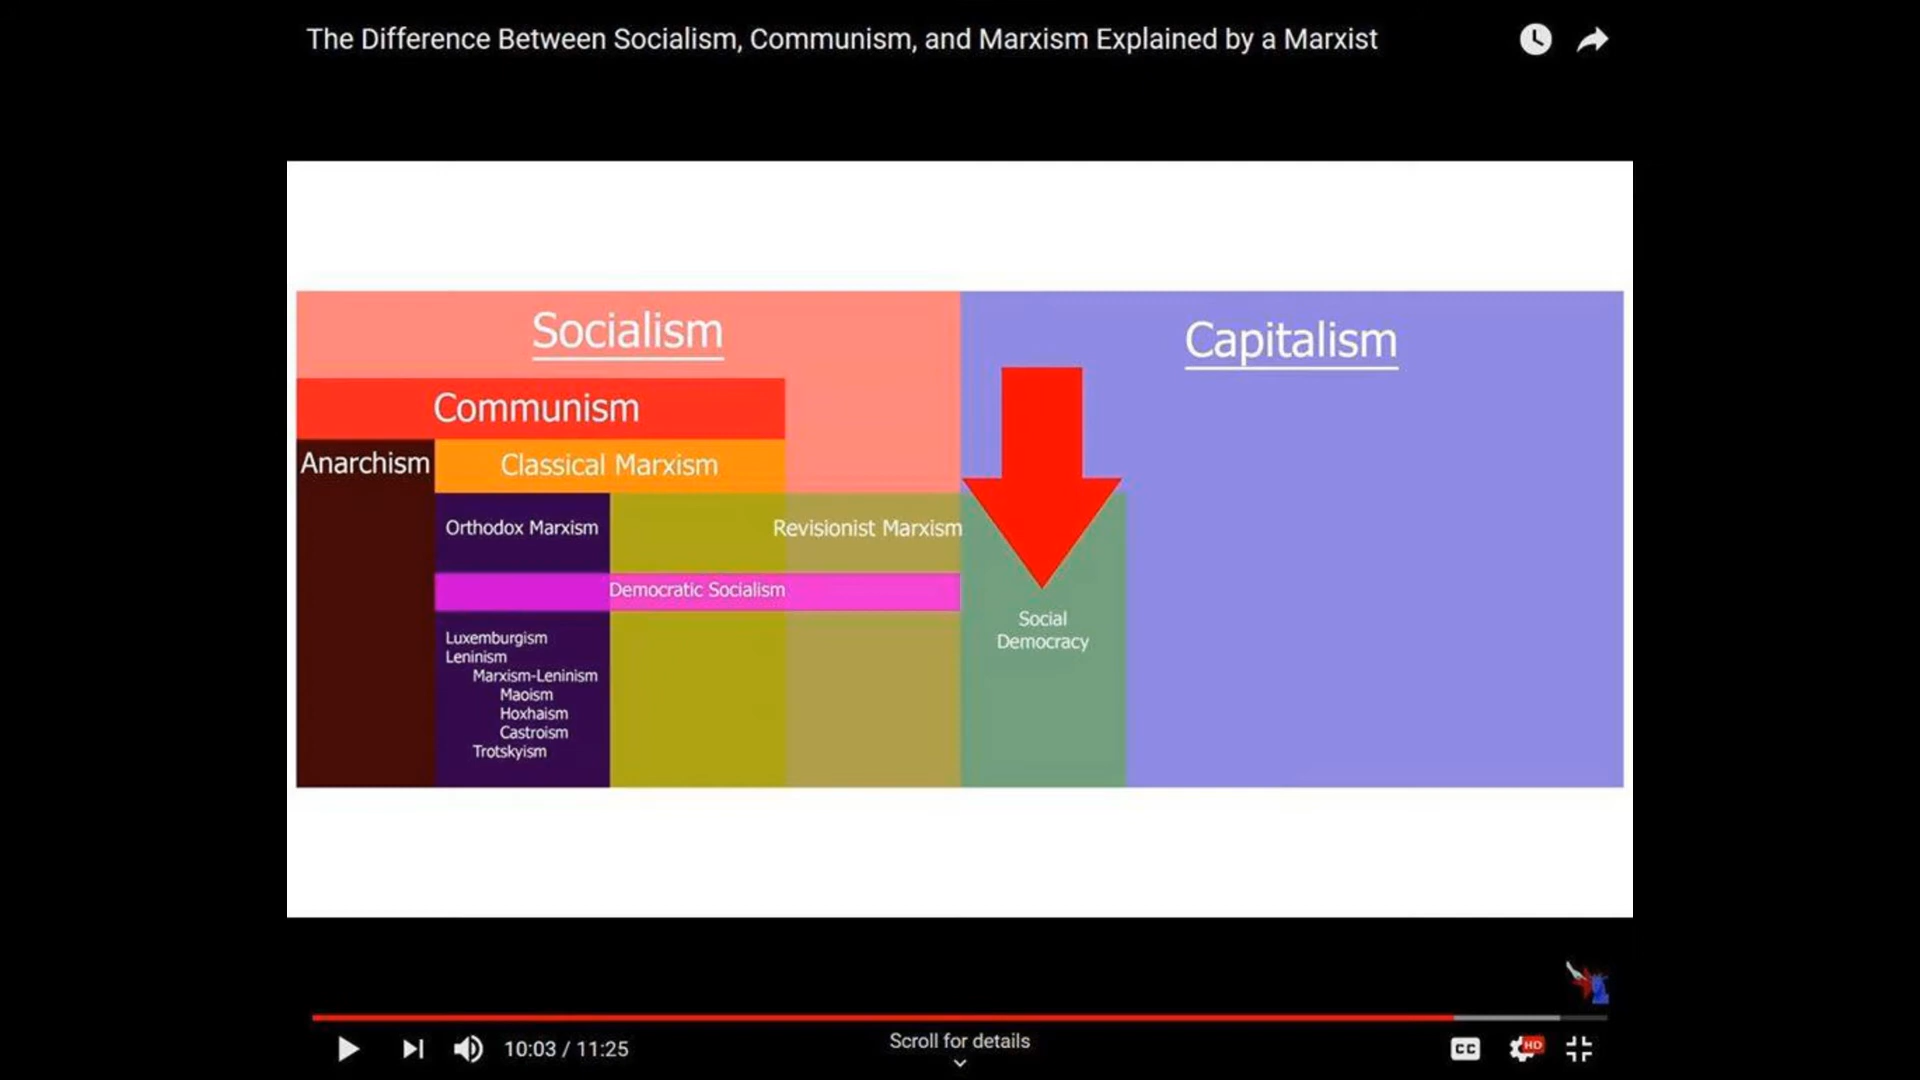 The Difference Between Socialism, Communism, and Marxism Explained by a Marxist
Socialism
Capitalism
Communism
Anarchism
Classical Marxism
Orthodox Marxism
Revisionist Marxism
Democratic Socialism
Social
Democracy
Luxemburgism
Leninism
Marxism-Leninism
Maoism
Hoxhaism
Castroism
Trotskyism
10:03 / 11:25
Scroll for details
CC
HD